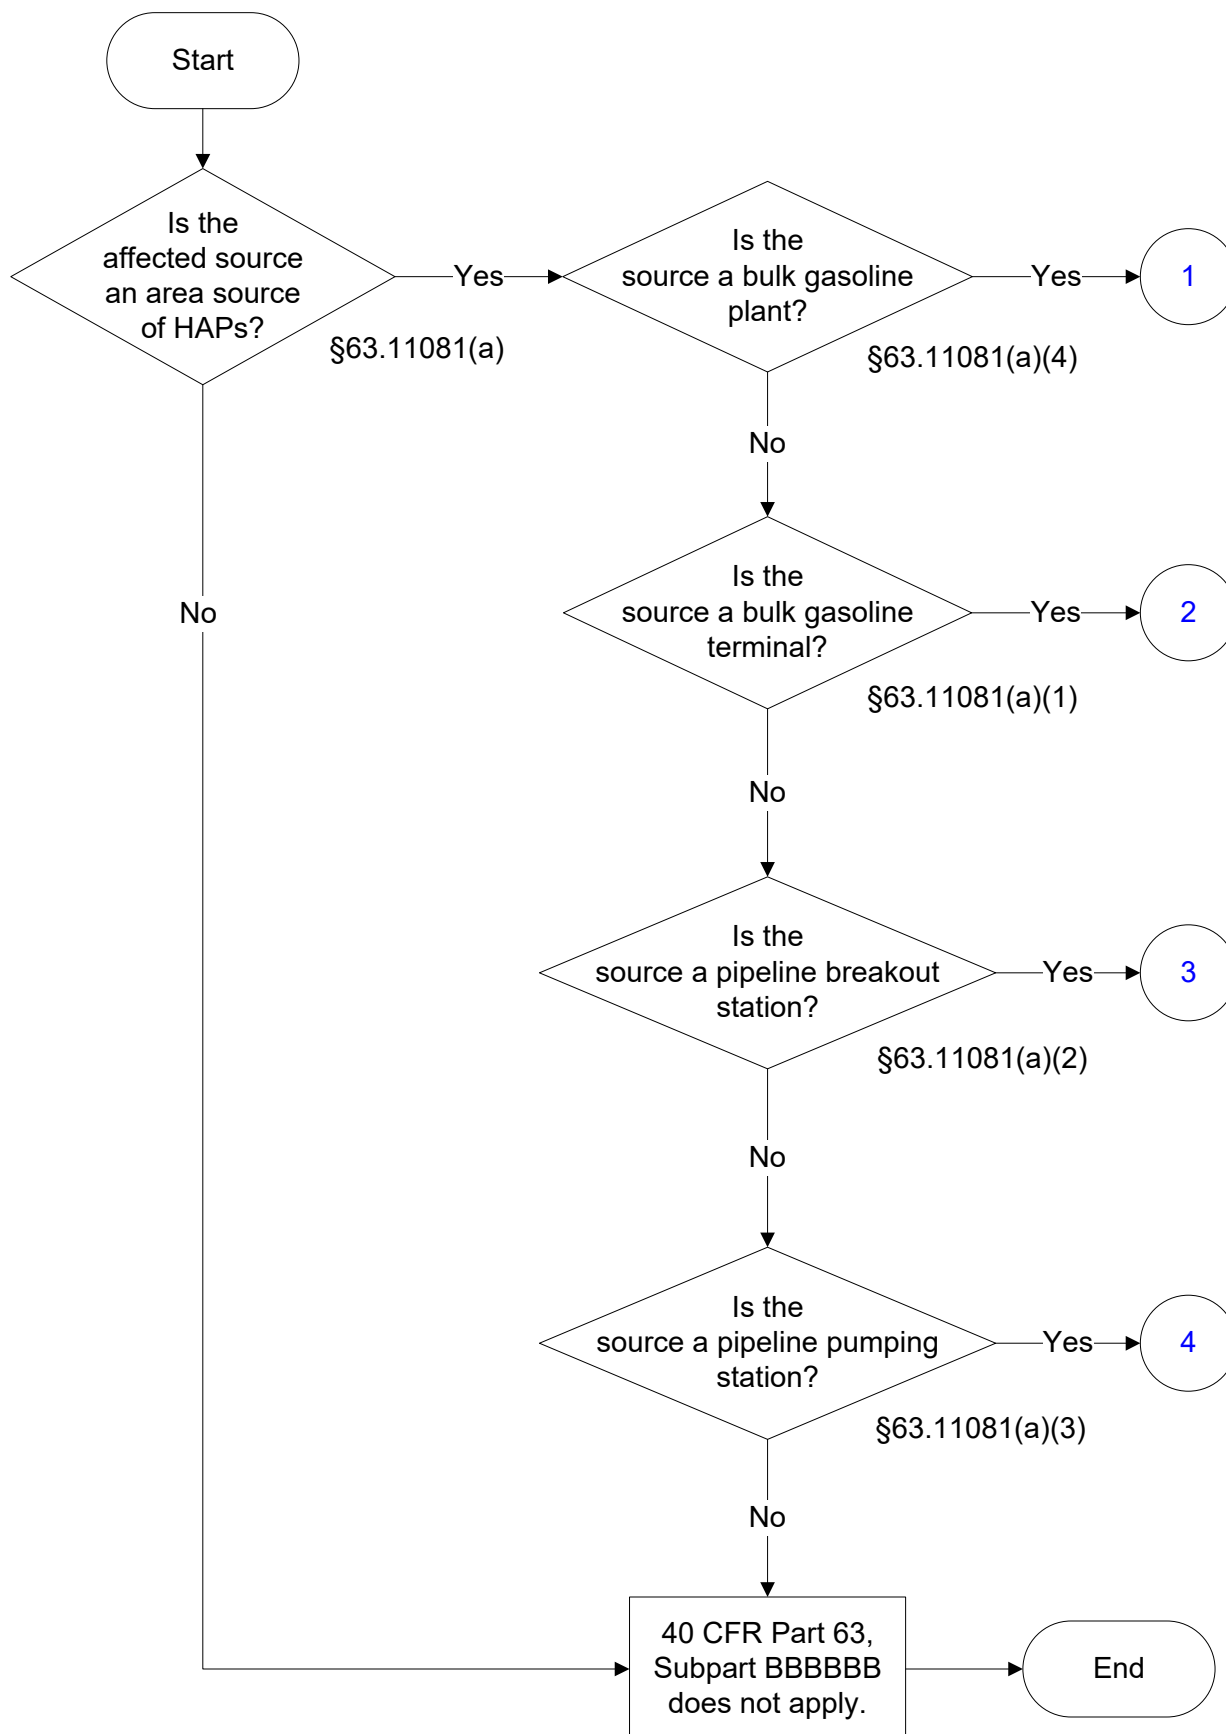 Start
Is the
affected source
an area source
of HAPs?
Yes
§63.11081(a)
Is the
source a bulk gasoline
plant?
Yes
1
§63.11081(a)(4)
No
Is the
source a bulk gasoline
terminal?
Yes
2
§63.11081(a)(1)
No
No
Is the
source a pipeline breakout
station?
Yes
3
§63.11081(a)(2)
No
Is the
source a pipeline pumping
station?
Yes
4
§63.11081(a)(3)
No
40 CFR Part 63,
Subpart BBBBBB
does not apply.
End